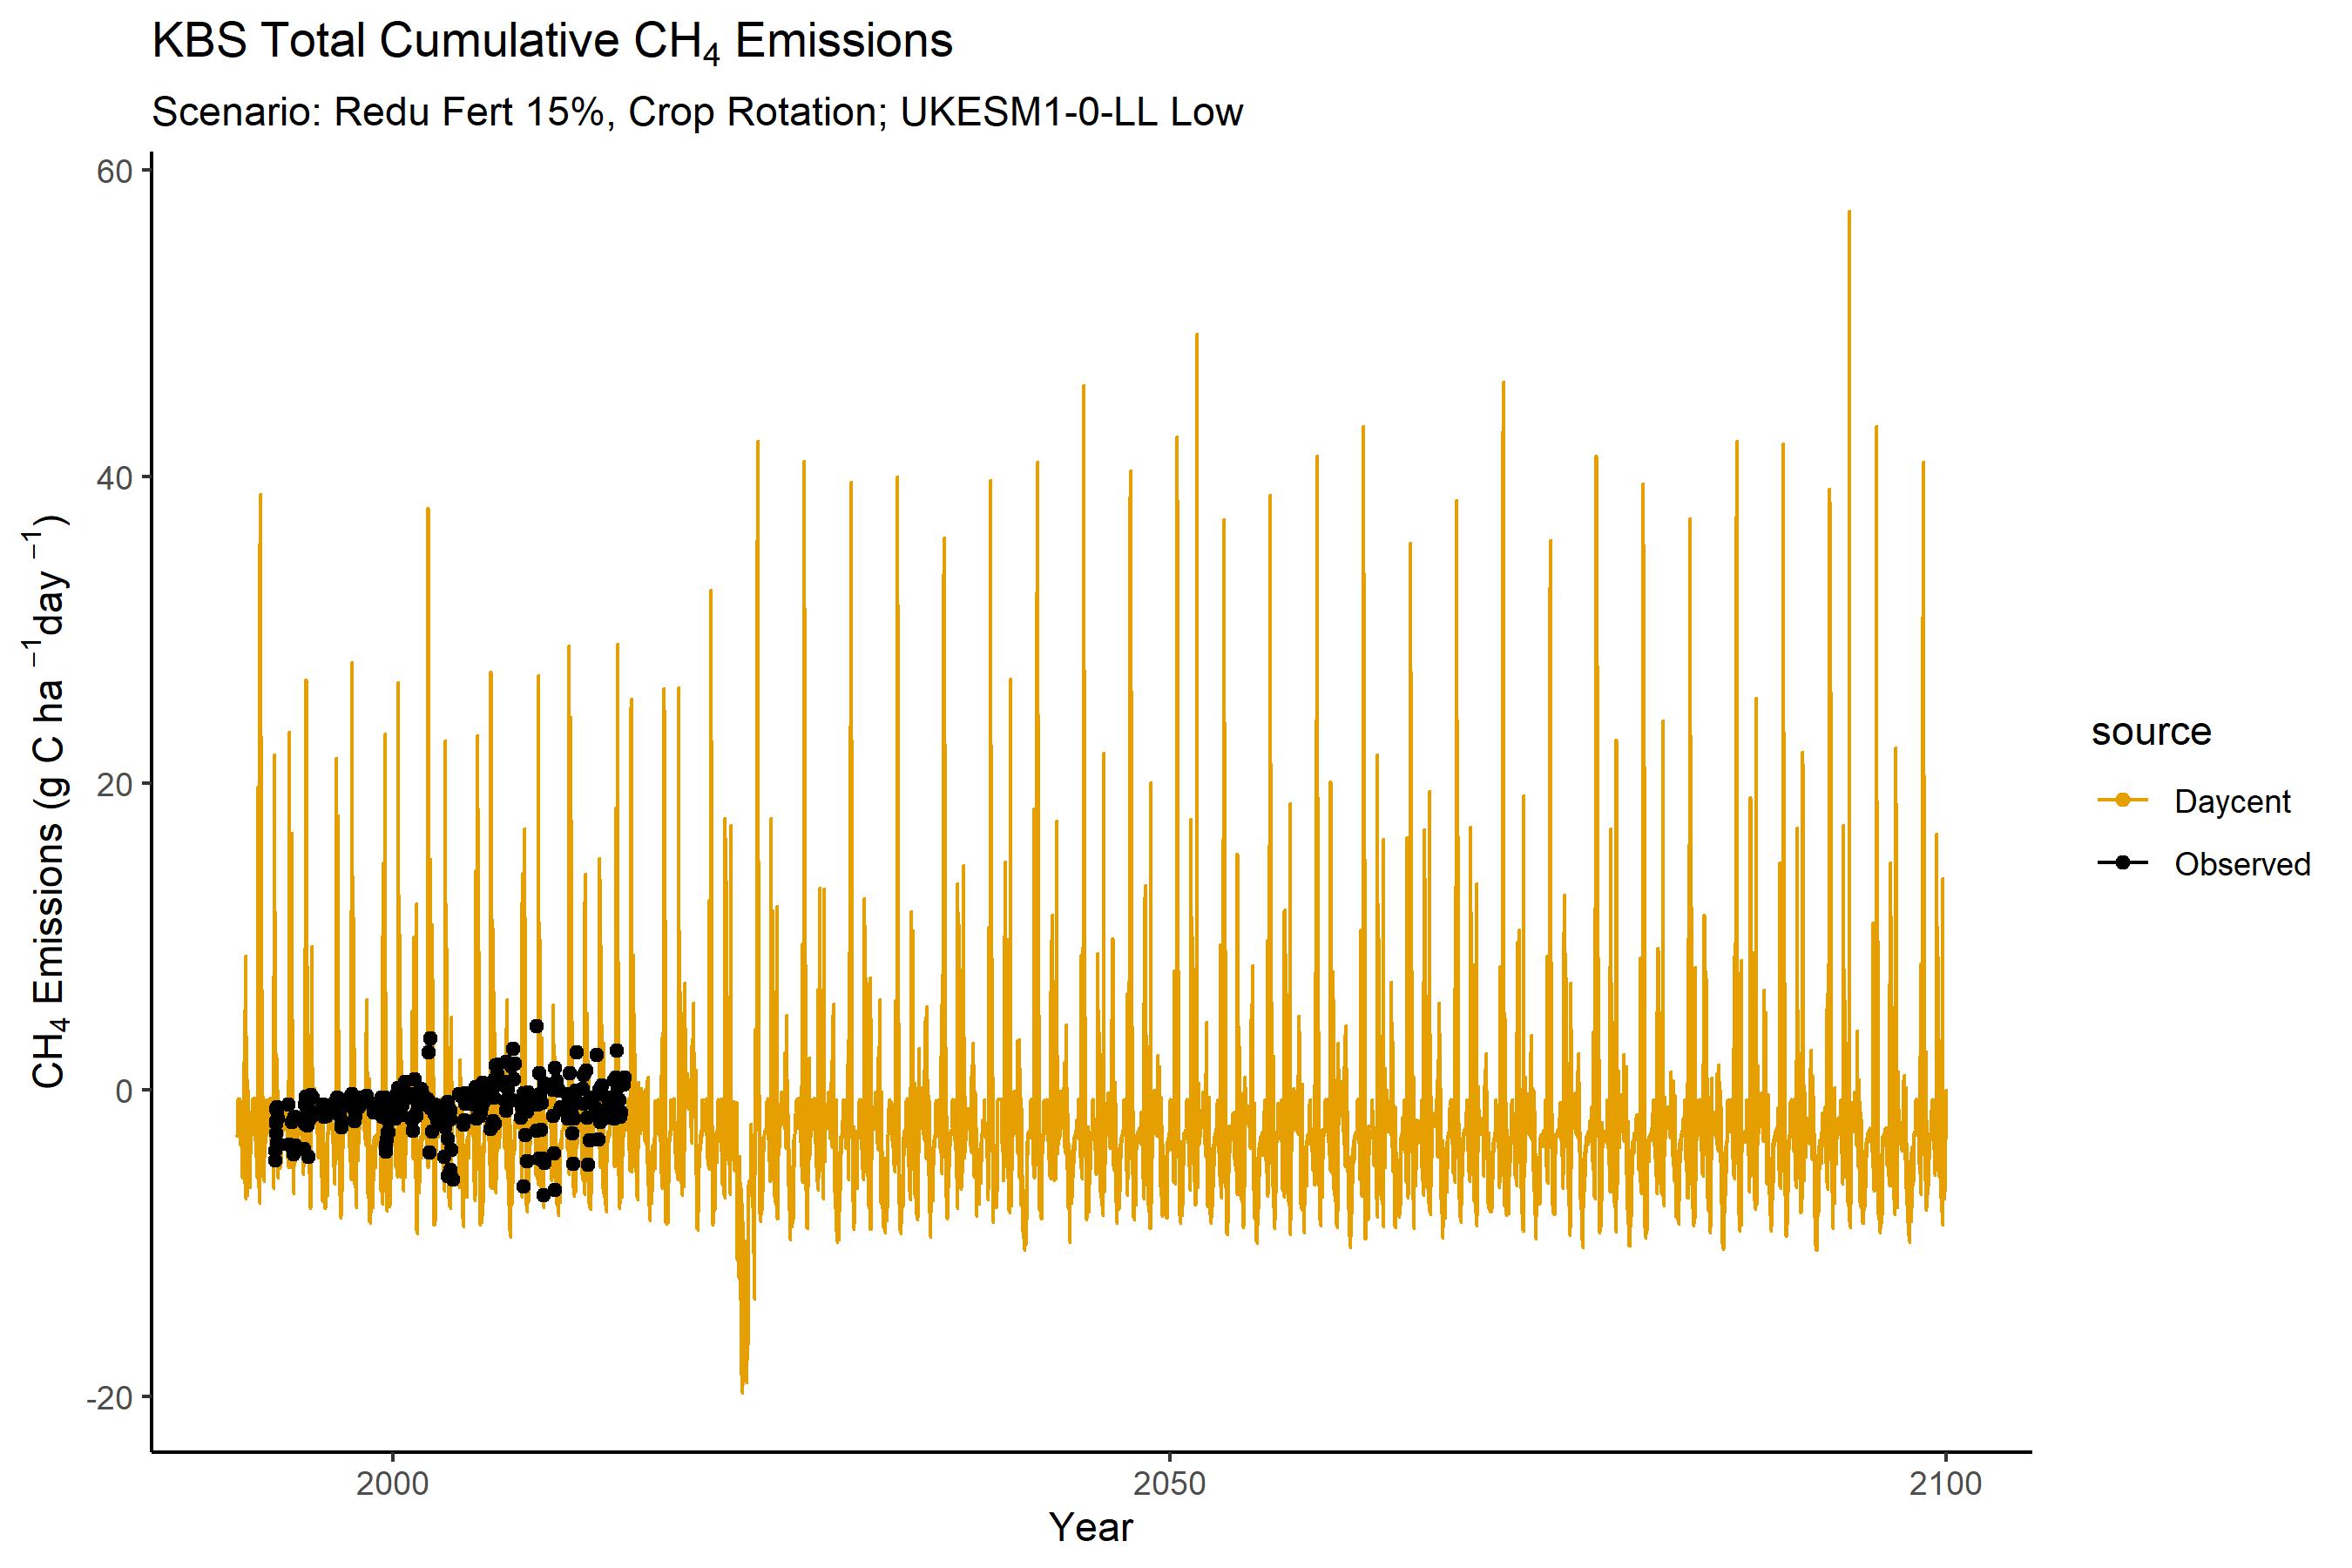 KBS Total Cumulative CH₄ Emissions
Scenario: Redu Fert 15%, Crop Rotation; UKESM1-0-LL Low
CH₄ Emissions (g C ha ⁻¹day ⁻¹)
60
40
20
0
-20
2000
2050
2100
Year
source
Daycent
Observed